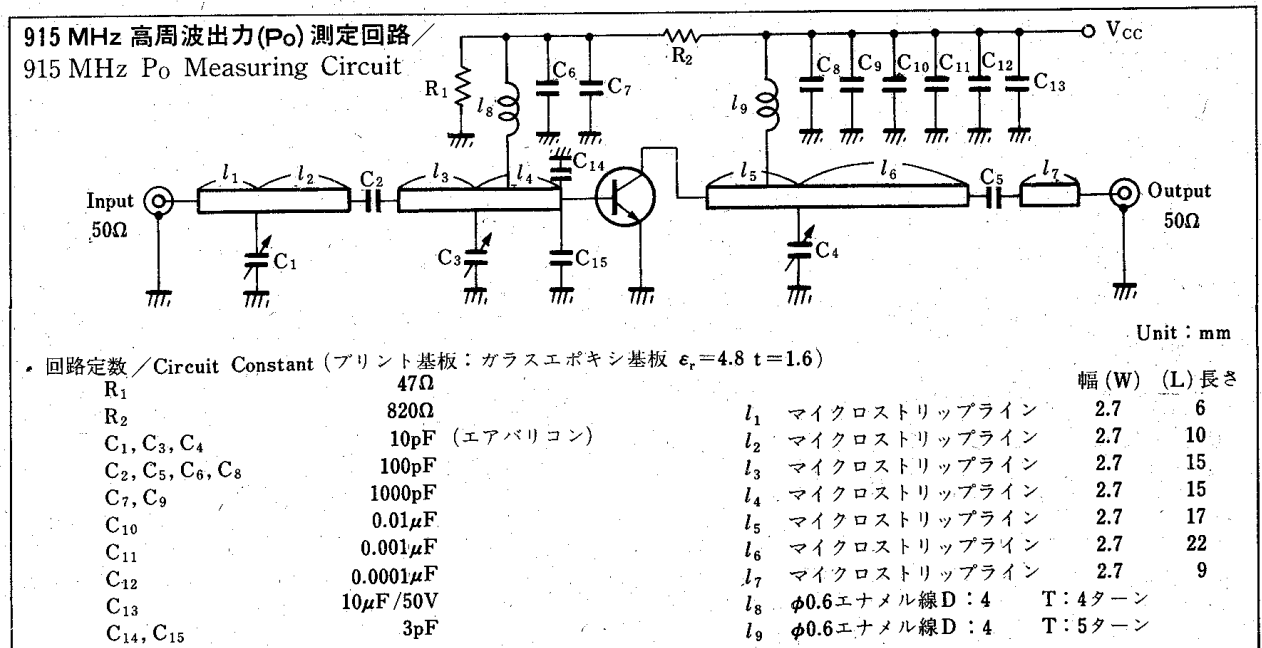 915 MHz 高周波出力(Po) 測定回路/
915 MHz Po Measuring Circuit
R₁
l₈
C₆
C₇
R₂
l₉
C₈
C₉
C₁₀
C₁₁
C₁₂
C₁₃
V_CC
Input
50Ω
l₁
l₂
C₂
l₃
l₄
C₁₄
l₅
l₆
C₅
l₇
Output
50Ω
C₁
C₃
C₁₅
C₄
Unit : mm
• 回路定数/Circuit Constant (プリント基板:ガラスエポキシ基板 εr=4.8 t=1.6)
R₁ 47Ω
R₂ 820Ω
C₁, C₃, C₄ 10pF (エアバリコン)
C₂, C₅, C₆, C₈ 100pF
C₇, C₉ 1000pF
C₁₀ 0.01μF
C₁₁ 0.001μF
C₁₂ 0.0001μF
C₁₃ 10μF/50V
C₁₄, C₁₅ 3pF
幅(W) (L)長さ
l₁ マイクロストリップライン 2.7 6
l₂ マイクロストリップライン 2.7 10
l₃ マイクロストリップライン 2.7 15
l₄ マイクロストリップライン 2.7 15
l₅ マイクロストリップライン 2.7 17
l₆ マイクロストリップライン 2.7 22
l₇ マイクロストリップライン 2.7 9
l₈ φ0.6エナメル線D:4 T:4ターン
l₉ φ0.6エナメル線D:4 T:5ターン